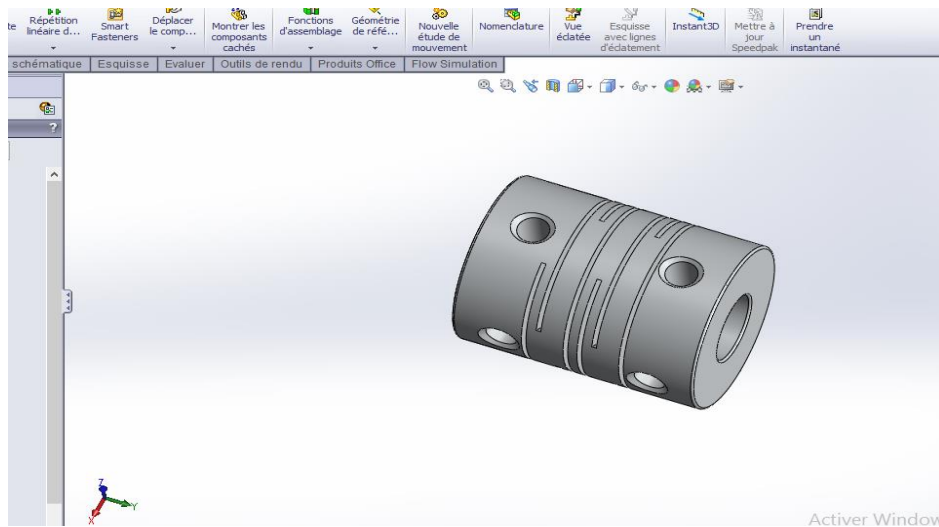 te
Répétition
linéaire d...
Smart
Fasteners
Déplacer
le comp...
Montrer les
composants
cachés
Fonctions
d'assemblage
Géométrie
de réfé...
Nouvelle
étude de
mouvement
Nomenclature
Vue
éclatée
Esquisse
avec lignes
d'éclatement
Instant3D
Mettre à
jour
Speedpak
Prendre
un
instantané
schématique
Esquisse
Evaluer
Outils de rendu
Produits Office
Flow Simulation
?
Z
Y
X
Activer Window